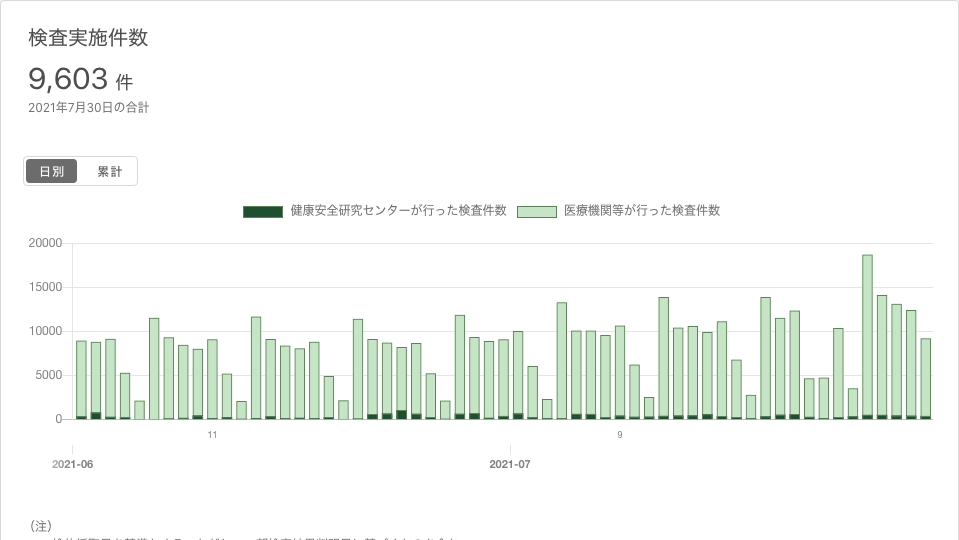 検査実施件数
9,603 件
2021年7月30日の合計
日別 累計
健康安全研究センターが行った検査件数 医療機関等が行った検査件数
20000
15000
10000
5000
0
11 9
2021-06 2021-07
（注）